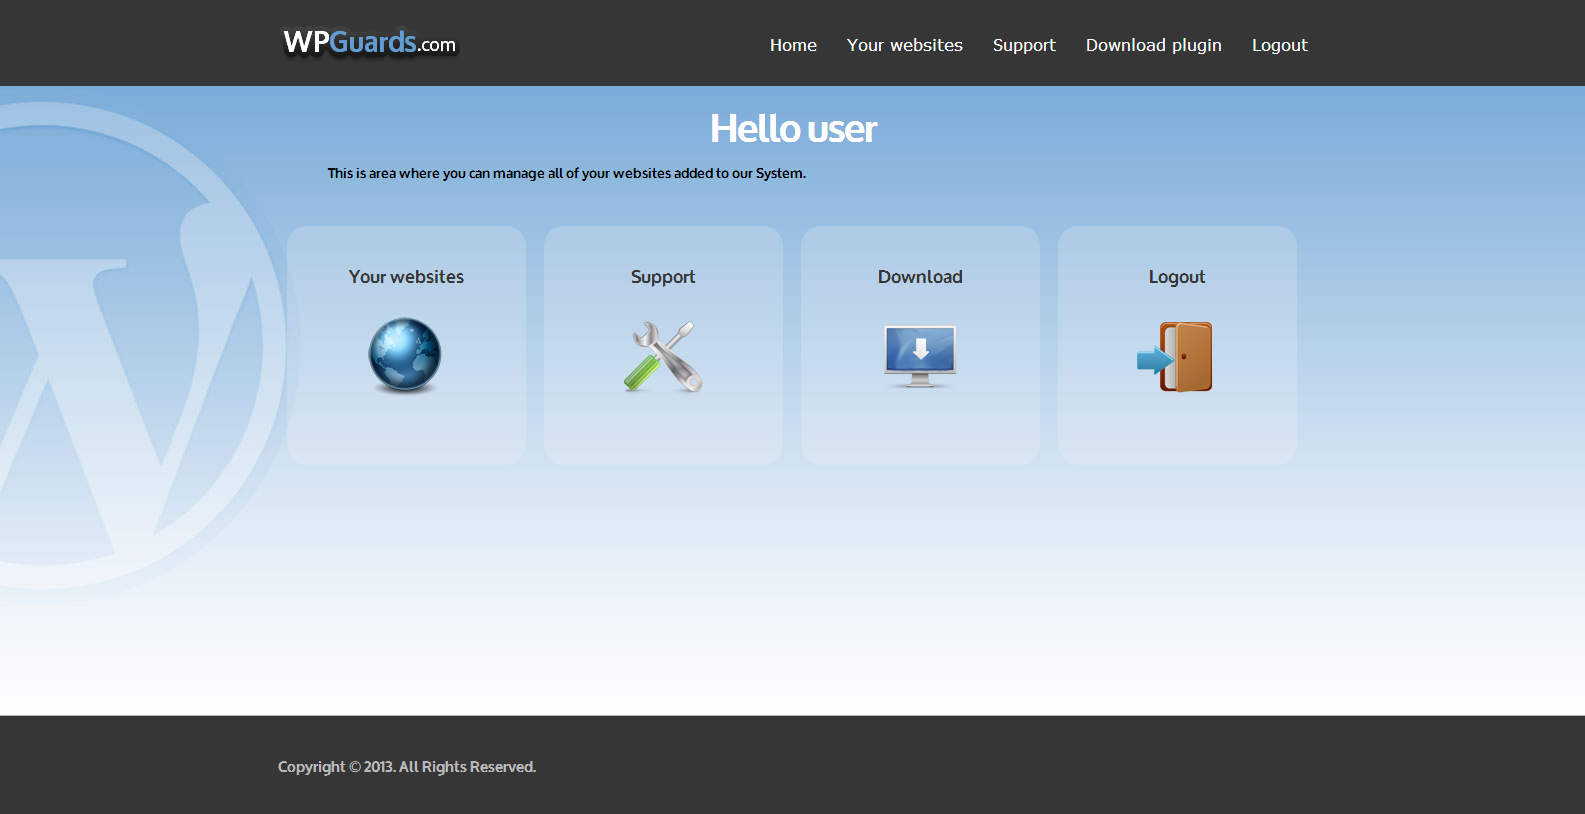 WPGuards.com
Home Your websites Support Download plugin Logout
Hello user
This is area where you can manage all of your websites added to our System.
Your websites Support Download Logout
Copyright © 2013. All Rights Reserved.